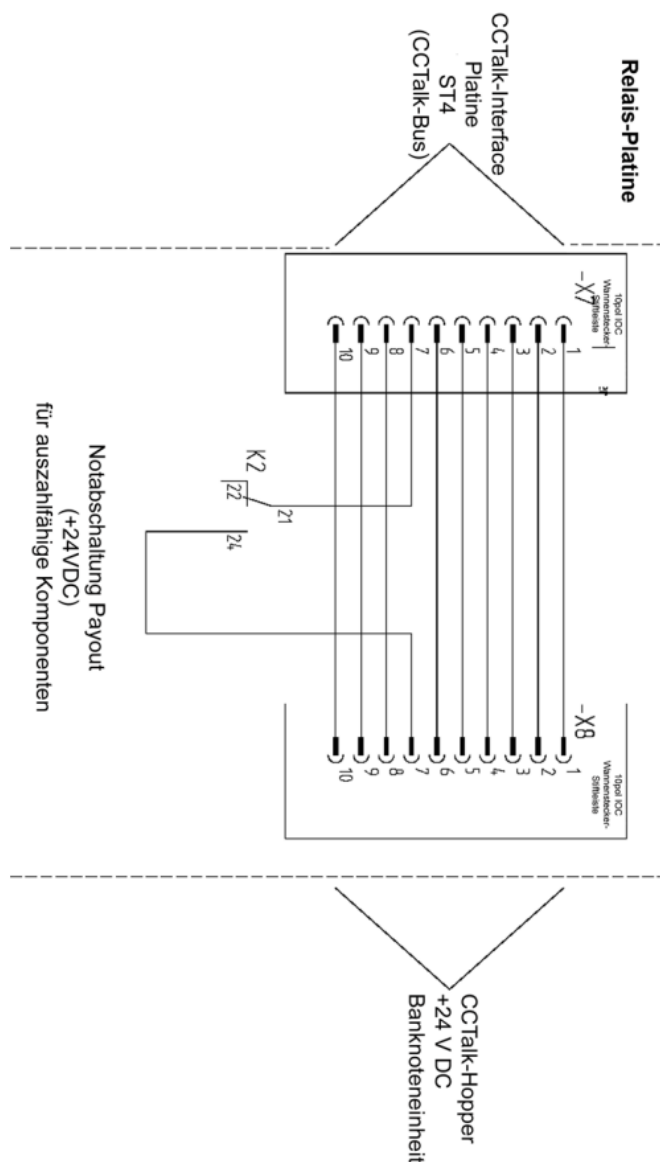 Relais-Platine
CCTalk-Interface
Platine
ST4
(CCTalk-Bus)
10pol IOC
Wannenstecker-
Stiftleiste
-X7
1
2
3
4
5
6
7
8
9
10
10pol IOC
Wannenstecker-
Stiftleiste
-X8
1
2
3
4
5
6
7
8
9
10
CCTalk-Hopper
+24 V DC
Banknoteneinheit
K2
21
22
24
Notabschaltung Payout
(+24VDC)
für auszahlfähige Komponenten